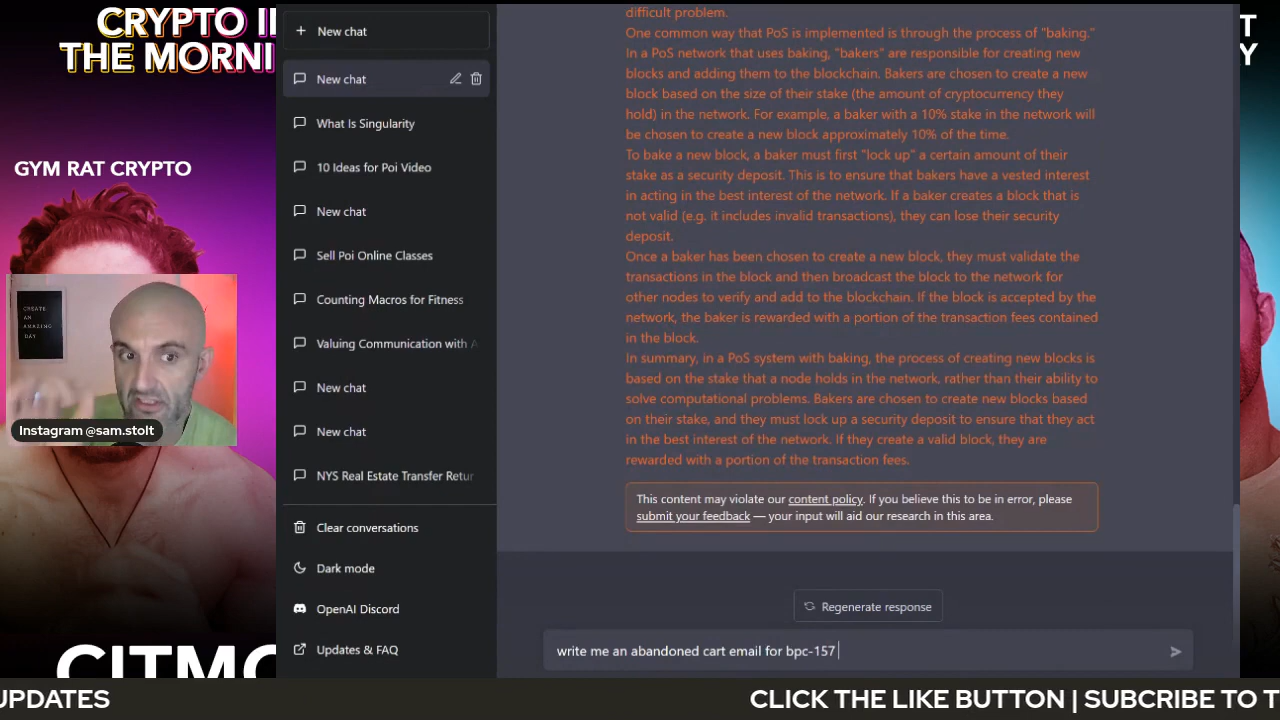 CRYPTO I
THE MORNI
GYM RAT CRYPTO
CREATE
AN
AMAZING
DAY
Instagram @sam.stolt
CITMC
New chat
New chat
What Is Singularity
10 Ideas for Poi Video
New chat
Sell Poi Online Classes
Counting Macros for Fitness
Valuing Communication with A
New chat
New chat
NYS Real Estate Transfer Retur
Clear conversations
Dark mode
OpenAI Discord
Updates & FAQ
difficult problem.
One common way that PoS is implemented is through the process of "baking."
In a PoS network that uses baking, "bakers" are responsible for creating new
blocks and adding them to the blockchain. Bakers are chosen to create a new
block based on the size of their stake (the amount of cryptocurrency they
hold) in the network. For example, a baker with a 10% stake in the network will
be chosen to create a new block approximately 10% of the time.
To bake a new block, a baker must first "lock up" a certain amount of their
stake as a security deposit. This is to ensure that bakers have a vested interest
in acting in the best interest of the network. If a baker creates a block that is
not valid (e.g. it includes invalid transactions), they can lose their security
deposit.
Once a baker has been chosen to create a new block, they must validate the
transactions in the block and then broadcast the block to the network for
other nodes to verify and add to the blockchain. If the block is accepted by the
network, the baker is rewarded with a portion of the transaction fees contained
in the block.
In summary, in a PoS system with baking, the process of creating new blocks is
based on the stake that a node holds in the network, rather than their ability to
solve computational problems. Bakers are chosen to create new blocks based
on their stake, and they must lock up a security deposit to ensure that they act
in the best interest of the network. If they create a valid block, they are
rewarded with a portion of the transaction fees.
This content may violate our content policy. If you believe this to be in error, please
submit your feedback — your input will aid our research in this area.
Regenerate response
write me an abandoned cart email for bpc-157
T
Y
UPDATES
CLICK THE LIKE BUTTON | SUBCRIBE TO T